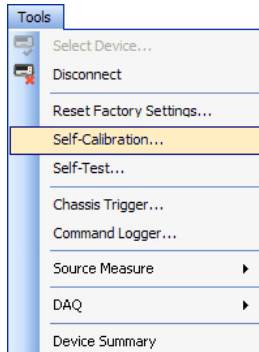 Tools
Select Device...
Disconnect
Reset Factory Settings...
Self-Calibration...
Self-Test...
Chassis Trigger...
Command Logger...
Source Measure
DAQ
Device Summary